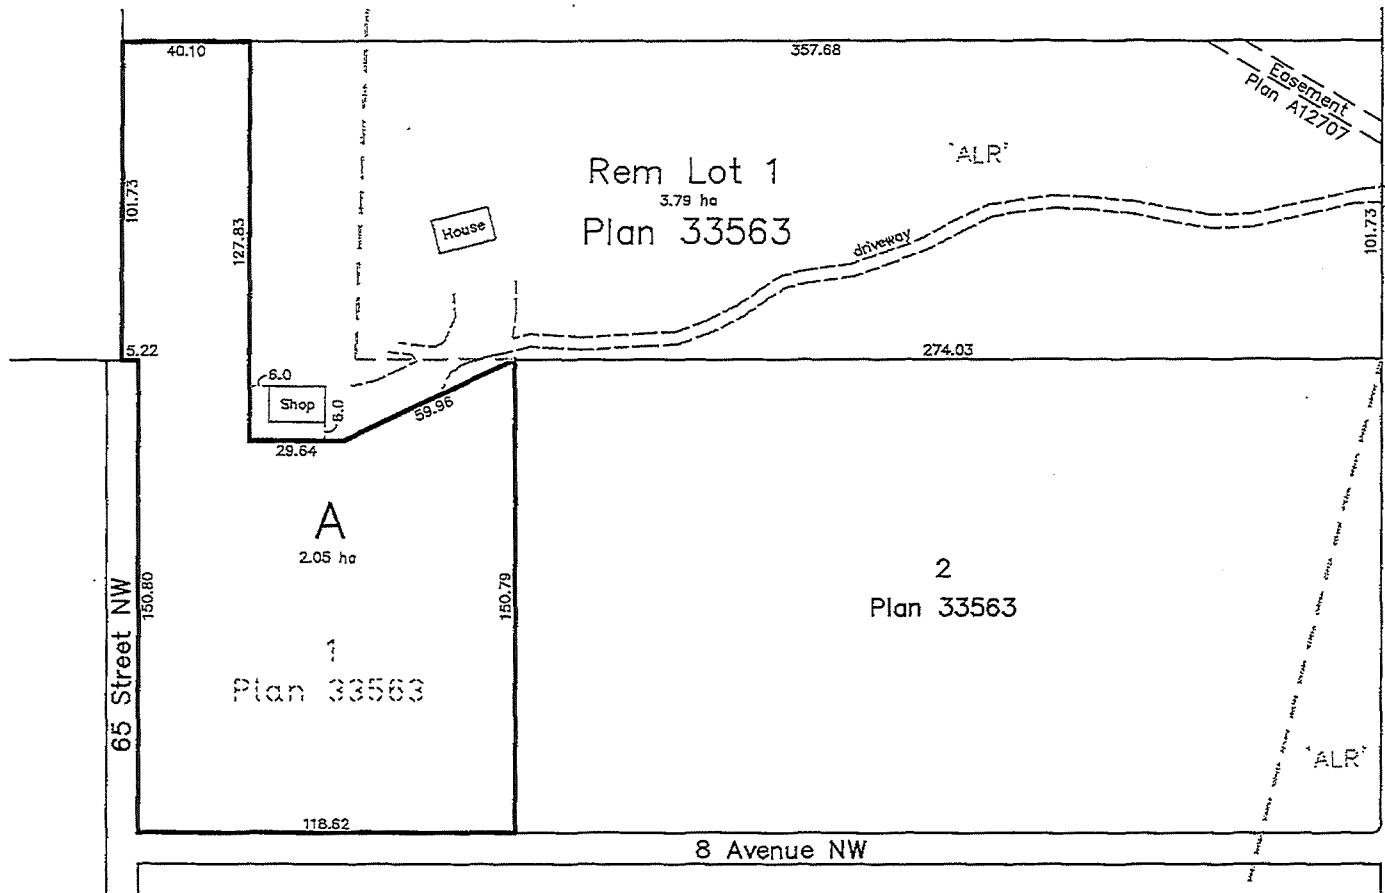 40.10
357.68
Easement
Plan A12707
'ALR'
Rem Lot 1
3.79 ha
Plan 33563
House
driveway
101.73
127.83
101.73
5.22
274.03
6.0
Shop
6.0
59.96
29.64
A
2.05 ha
2
Plan 33563
150.80
150.79
65 Street NW
1
Plan 33563
'ALR'
118.62
8 Avenue NW